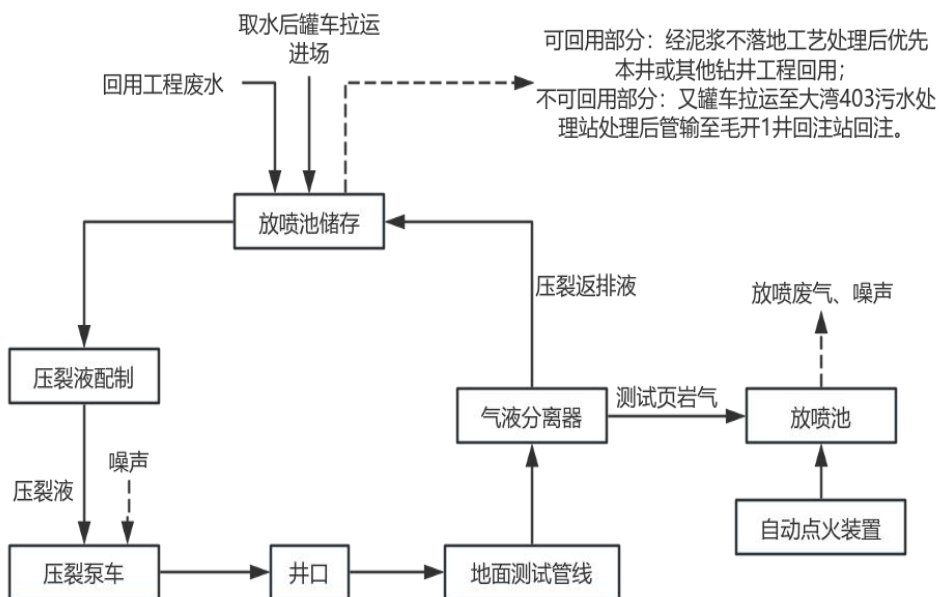 取水后罐车拉运
进场
回用工程废水
可回用部分：经泥浆不落地工艺处理后优先
本井或其他钻井工程回用；
不可回用部分：又罐车拉运至大湾403污水处
理站处理后管输至毛开1井回注站回注。
放喷池储存
压裂返排液
放喷废气、噪声
压裂液配制
气液分离器
测试页岩气
放喷池
噪声
压裂液
自动点火装置
压裂泵车
井口
地面测试管线